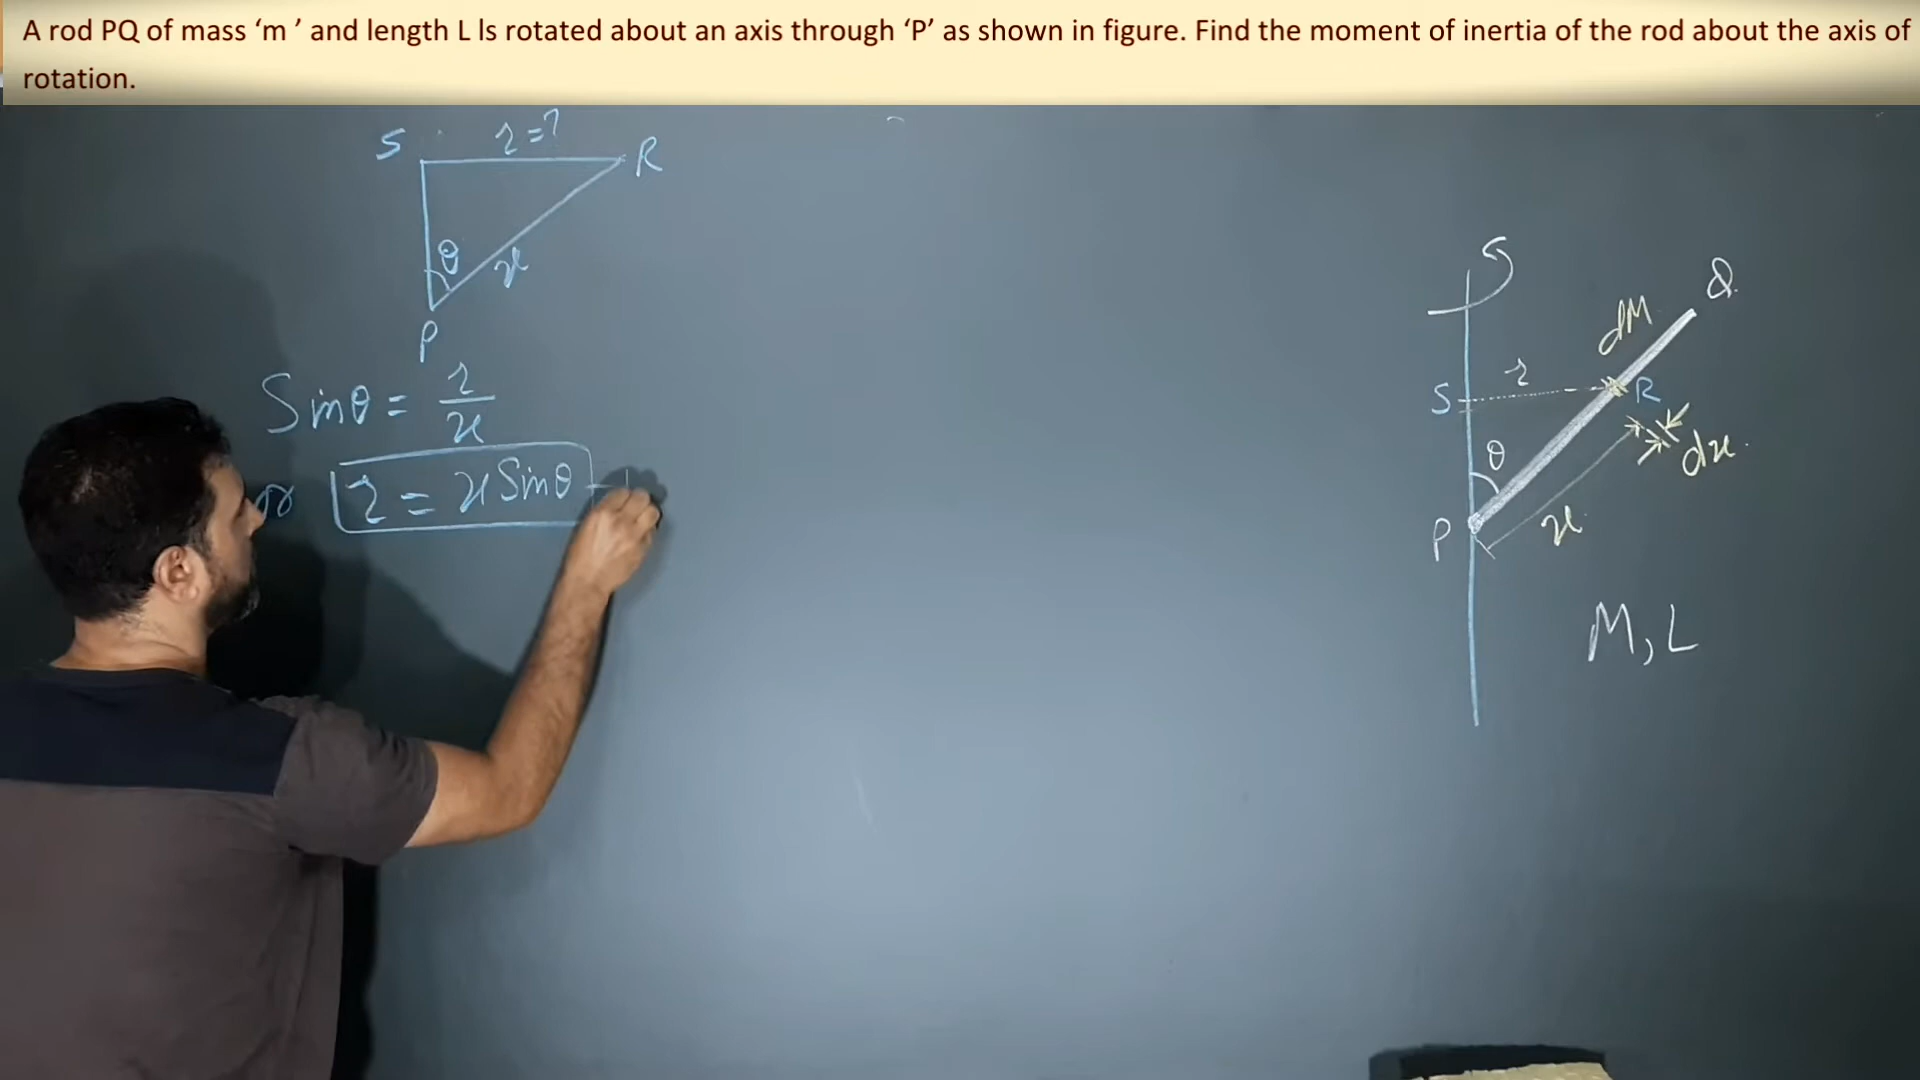 A rod PQ of mass ‘m ’ and length L Is rotated about an axis through ‘P’ as shown in figure. Find the moment of inertia of the rod about the axis of
rotation.
S r=? R
θ x
P
Sinθ = r/x
or r = x Sinθ
Q
dM
S r R
θ dx
P x
M, L